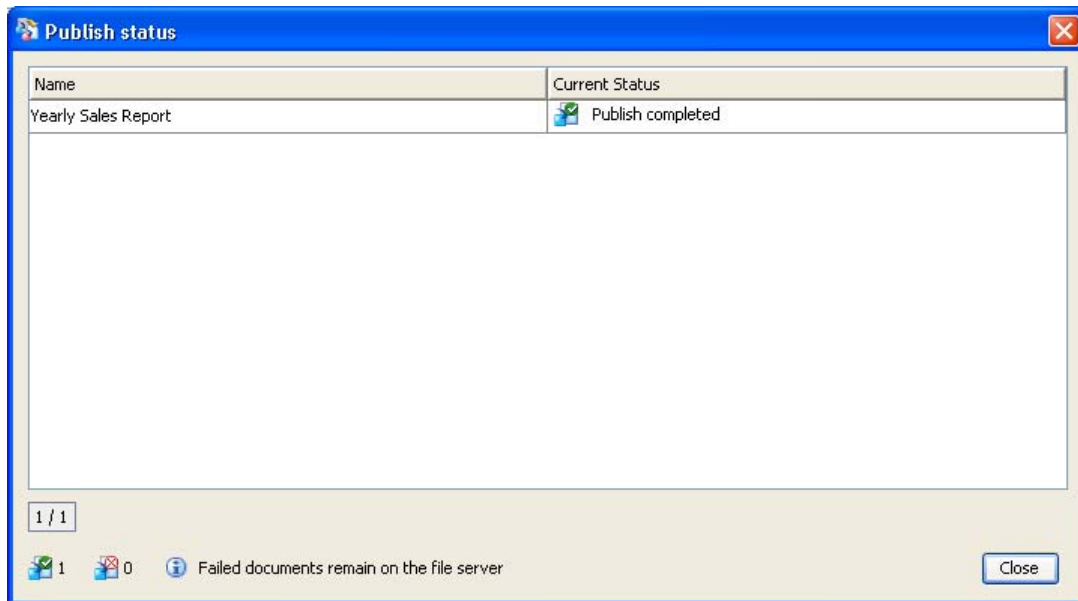 Publish status
Name Current Status
Yearly Sales Report Publish completed
1 / 1
1 0 Failed documents remain on the file server Close